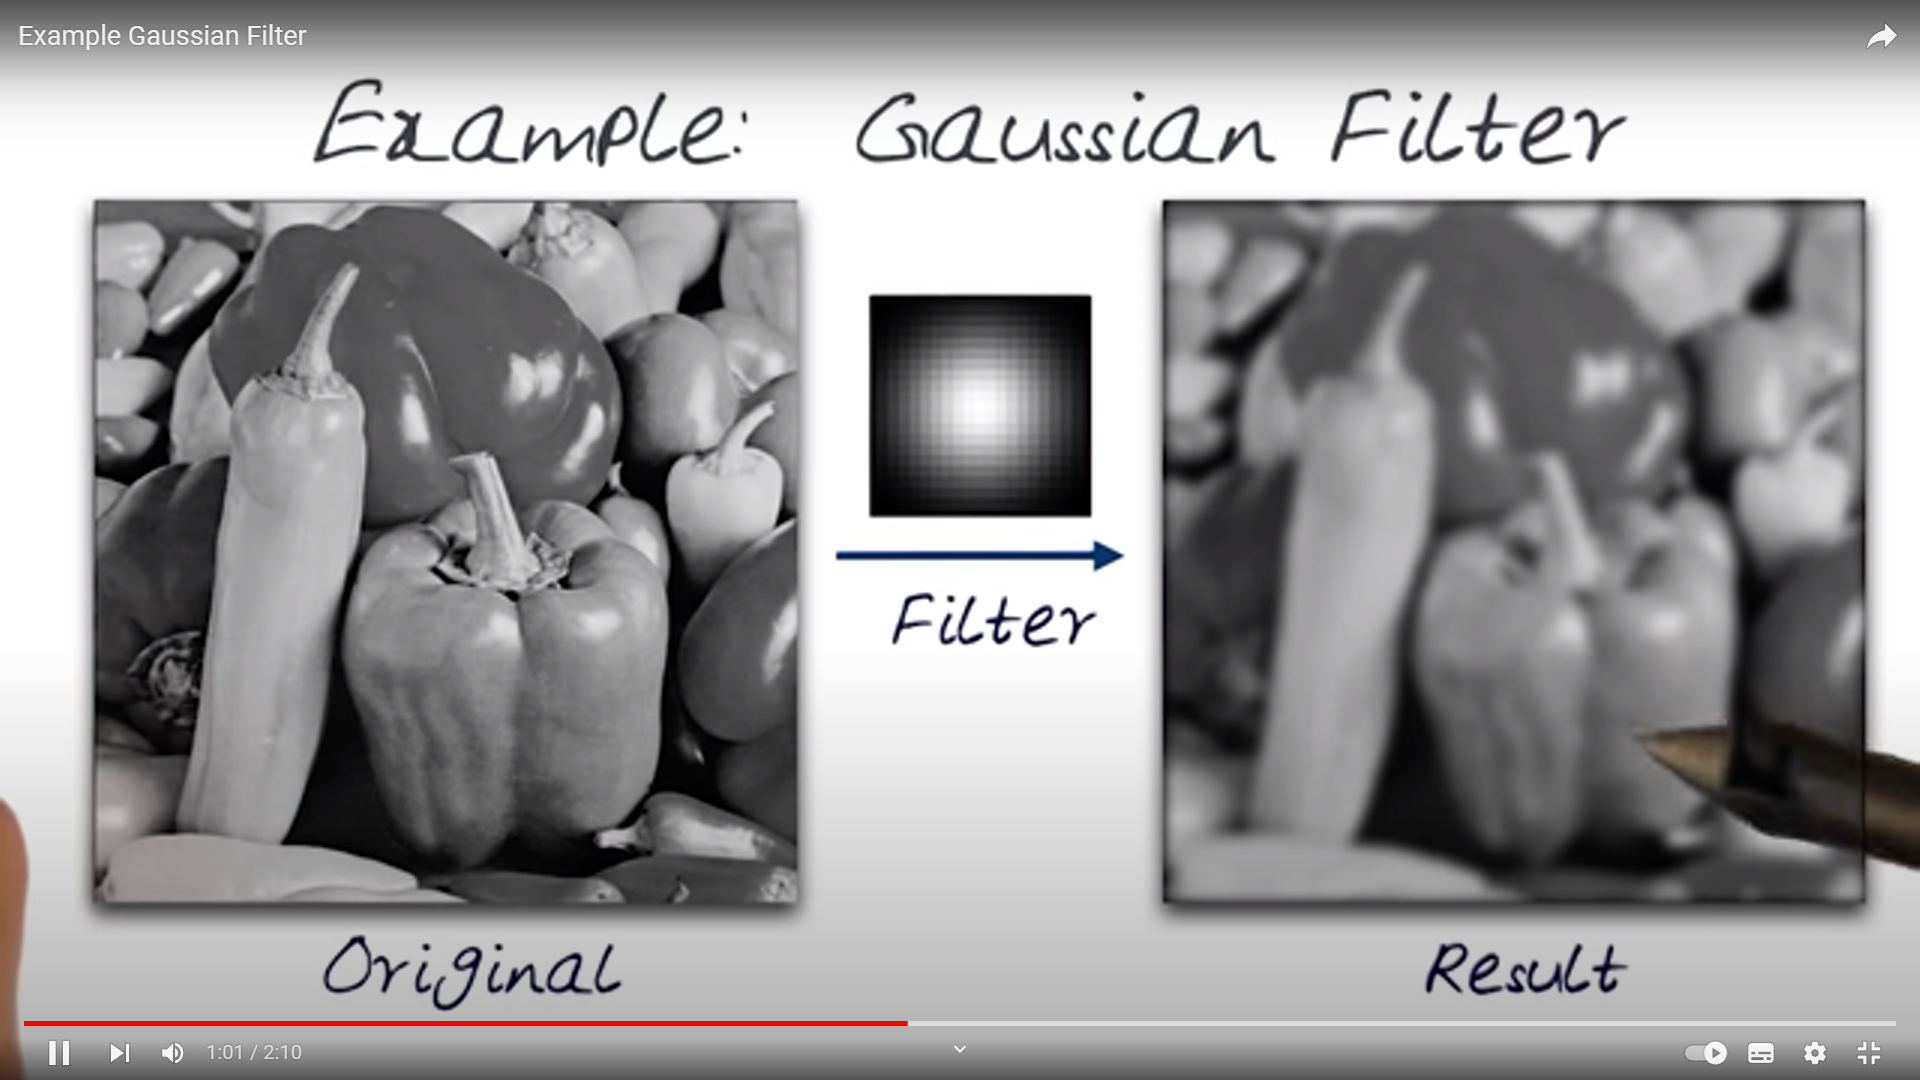 Example Gaussian Filter
Example: Gaussian Filter
Filter
Original
Result
1:01 / 2:10